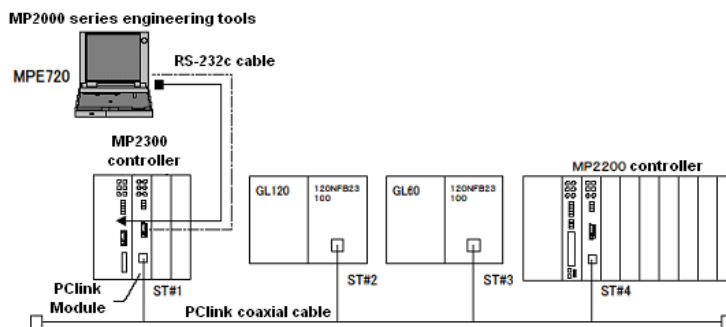 MP2000 series engineering tools
MPE720
RS-232c cable
MP2300
controller
GL120
120NFB23
100
GL60
120NFB23
100
MP2200 controller
PClink
Module
ST#1
ST#2
ST#3
ST#4
PClink coaxial cable